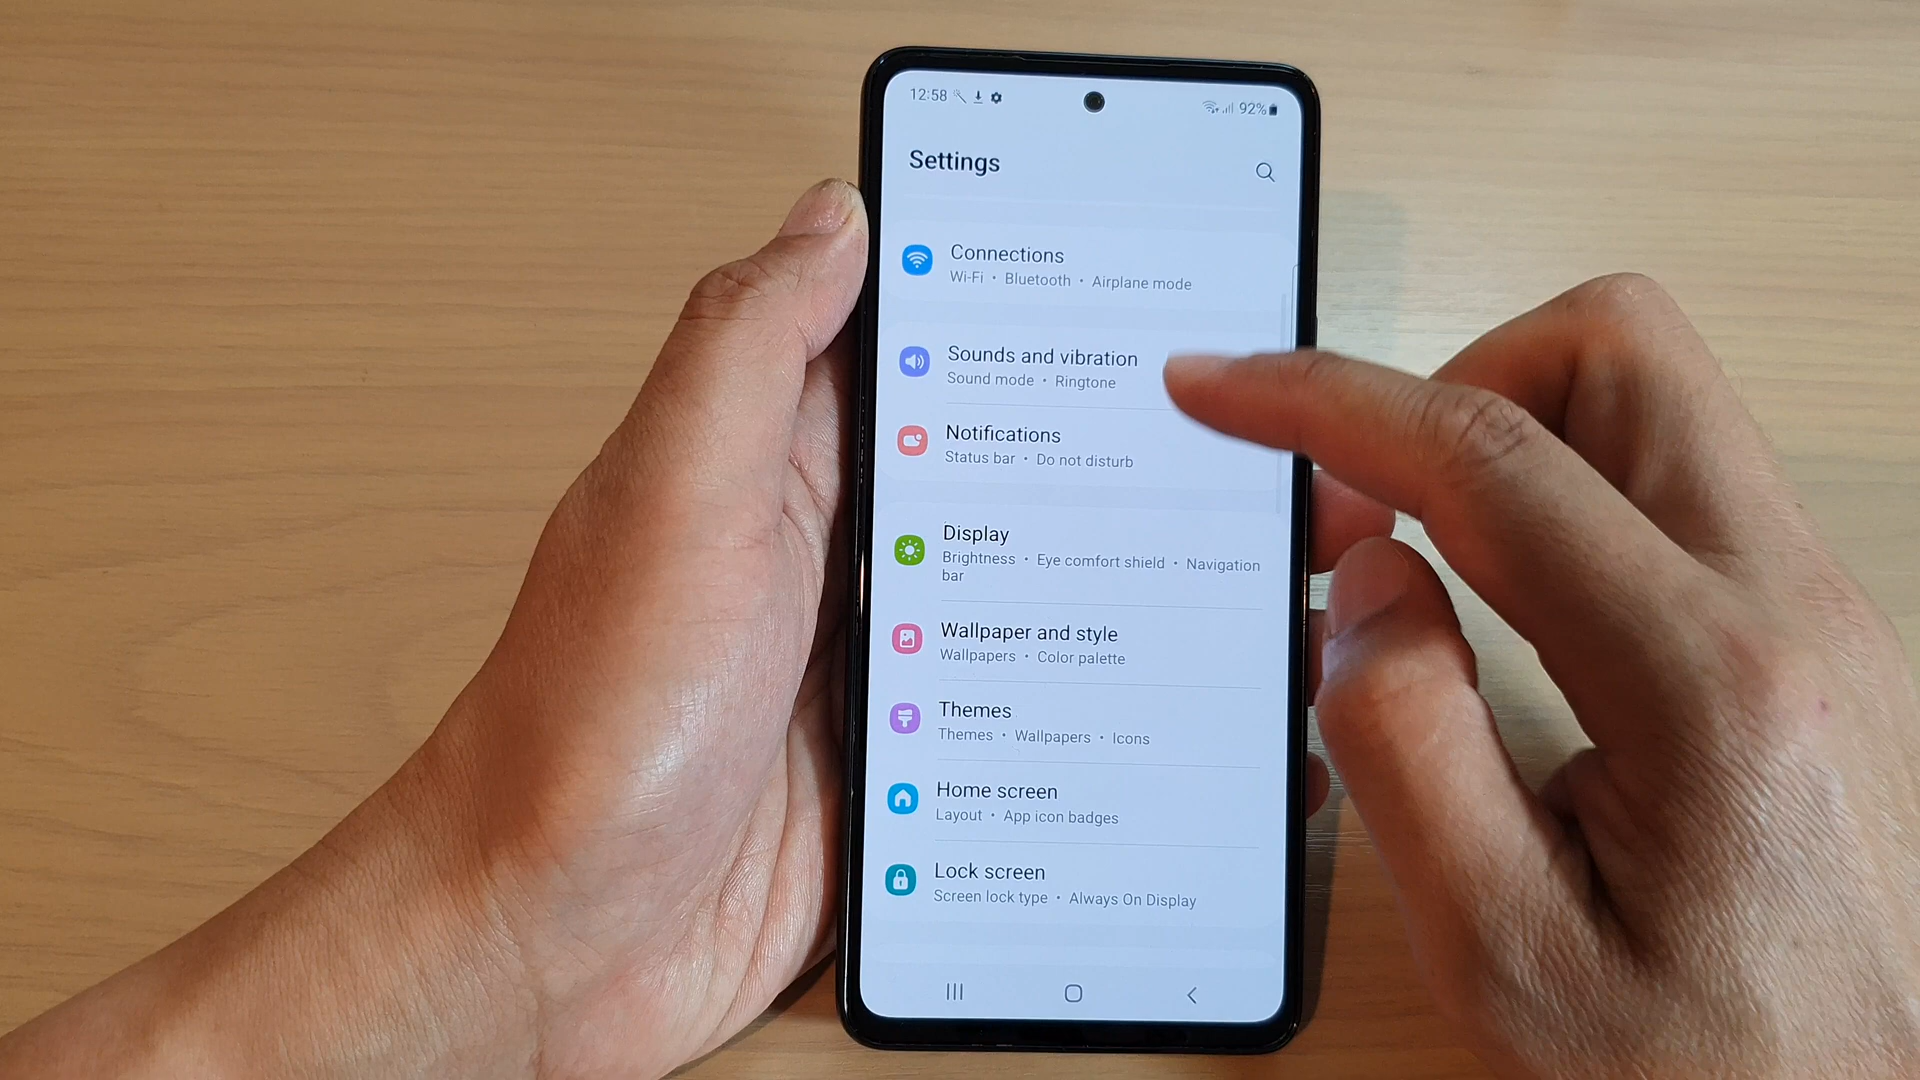 12:58
92%
Settings
Connections
Wi-Fi • Bluetooth • Airplane mode
Sounds and vibration
Sound mode • Ringtone
Notifications
Status bar • Do not disturb
Display
Brightness • Eye comfort shield • Navigation
bar
Wallpaper and style
Wallpapers • Color palette
Themes
Themes • Wallpapers • Icons
Home screen
Layout • App icon badges
Lock screen
Screen lock type • Always On Display